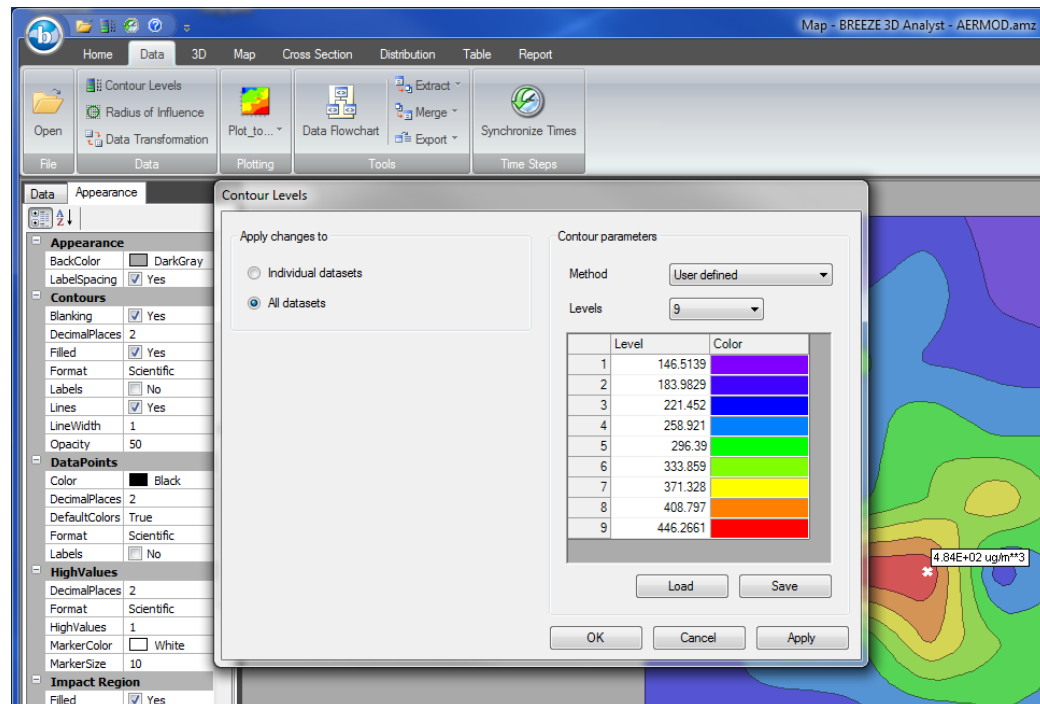 Map - BREEZE 3D Analyst - AERMOD.amz
Home Data 3D Map Cross Section Distribution Table Report
Open
Contour Levels
Radius of Influence
Data Transformation
Plot_to...
Data Flowchart
Extract
Merge
Export
Synchronize Times
File Data Plotting Tools Time Steps
Data Appearance
Appearance
BackColor DarkGray
LabelSpacing Yes
Contours
Blanking Yes
DecimalPlaces 2
Filled Yes
Format Scientific
Labels No
Lines Yes
LineWidth 1
Opacity 50
DataPoints
Color Black
DecimalPlaces 2
DefaultColors True
Format Scientific
Labels No
HighValues
DecimalPlaces 2
Format Scientific
HighValues 1
MarkerColor White
MarkerSize 10
Impact Region
Filled Yes
Contour Levels
Apply changes to
Individual datasets
All datasets
Contour parameters
Method User defined
Levels 9
Level Color
1 146.5139
2 183.9829
3 221.452
4 258.921
5 296.39
6 333.859
7 371.328
8 408.797
9 446.2661
Load Save
OK Cancel Apply
4.84E+02 ug/m**3